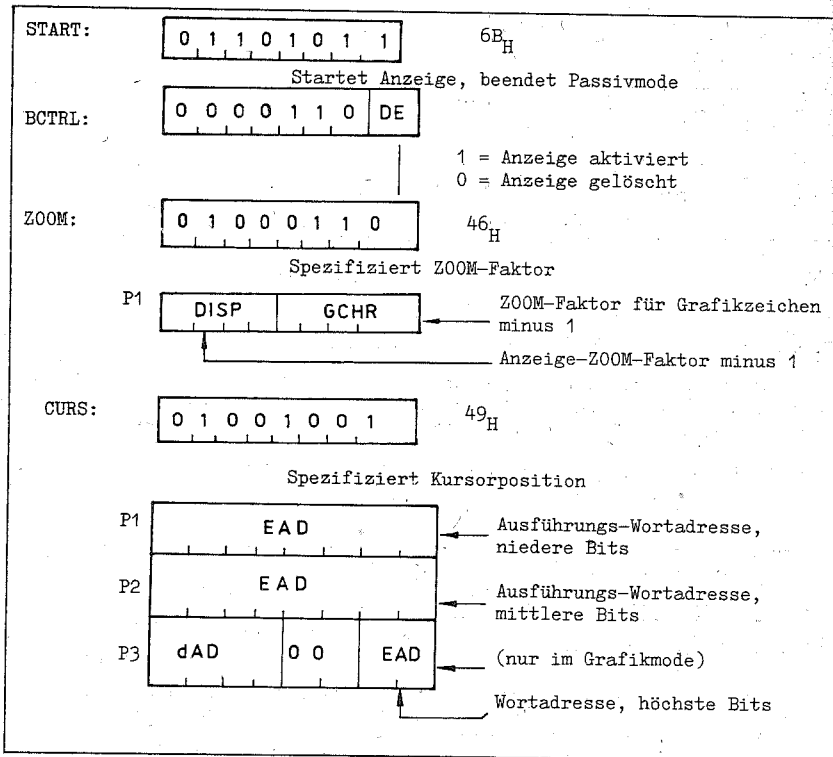 START: 0 1 1 0 1 0 1 1 6BH
Startet Anzeige, beendet Passivmode
BCTRL: 0 0 0 0 1 1 0 DE
1 = Anzeige aktiviert
0 = Anzeige gelöscht
ZOOM: 0 1 0 0 0 1 1 0 46H
Spezifiziert ZOOM-Faktor
P1 DISP GCHR ZOOM-Faktor für Grafikzeichen
minus 1
Anzeige-ZOOM-Faktor minus 1
CURS: 0 1 0 0 1 0 0 1 49H
Spezifiziert Kursorposition
P1 EAD Ausführungs-Wortadresse,
niedere Bits
P2 EAD Ausführungs-Wortadresse,
mittlere Bits
P3 dAD 0 0 EAD (nur im Grafikmode)
Wortadresse, höchste Bits